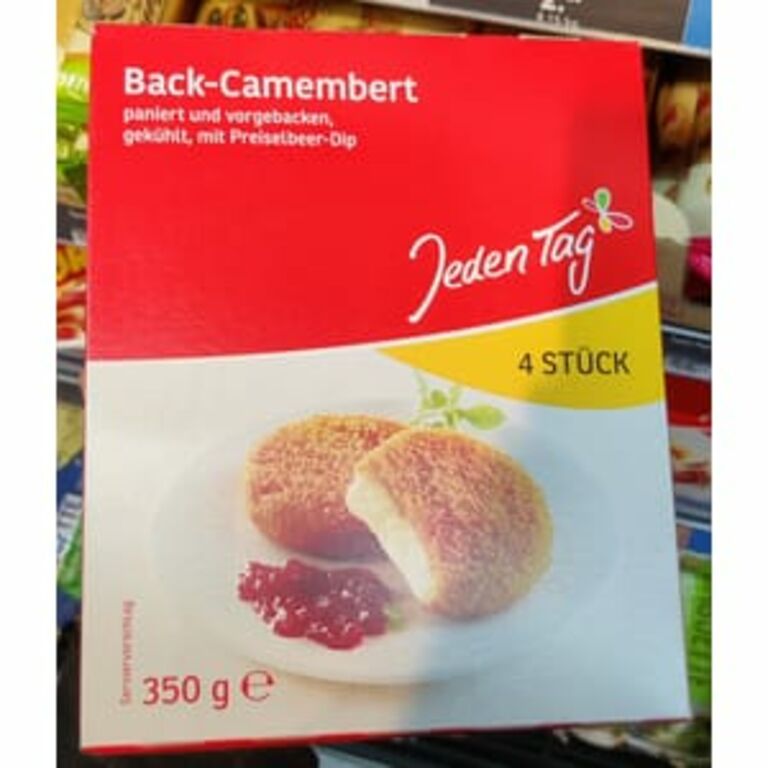 Back-Camembert
paniert und vorgebacken,
gekühlt, mit Preiselbeer-Dip
Jeden Tag
4 STÜCK
Serviervorschlag
350 g ℮